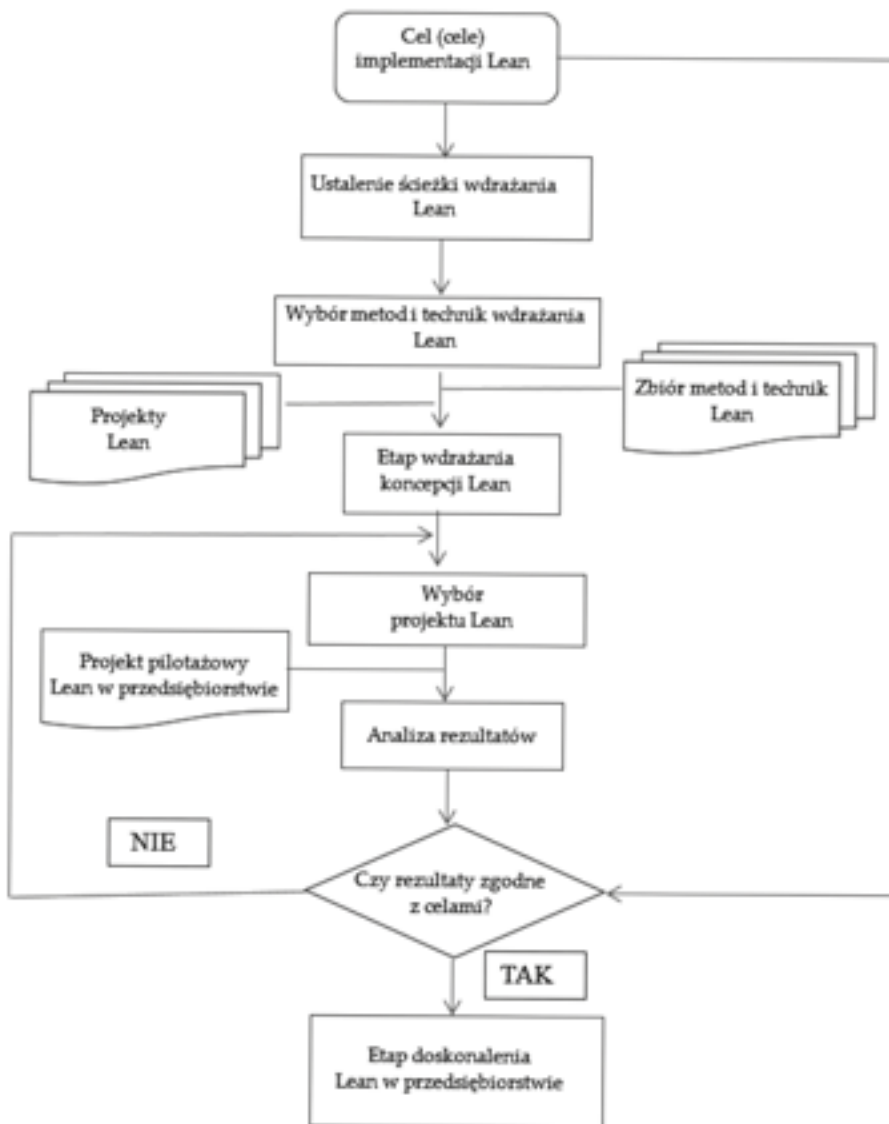 Cel (cele)
implementacji Lean
Ustalenie ścieżki wdrażania
Lean
Wybór metod i technik wdrażania
Lean
Projekty
Lean
Zbiór metod i technik
Lean
Etap wdrażania
koncepcji Lean
Wybór
projektu Lean
Projekt pilotażowy
Lean w przedsiębiorstwie
Analiza rezultatów
NIE
Czy rezultaty zgodne
z celami?
TAK
Etap doskonalenia
Lean w przedsiębiorstwie